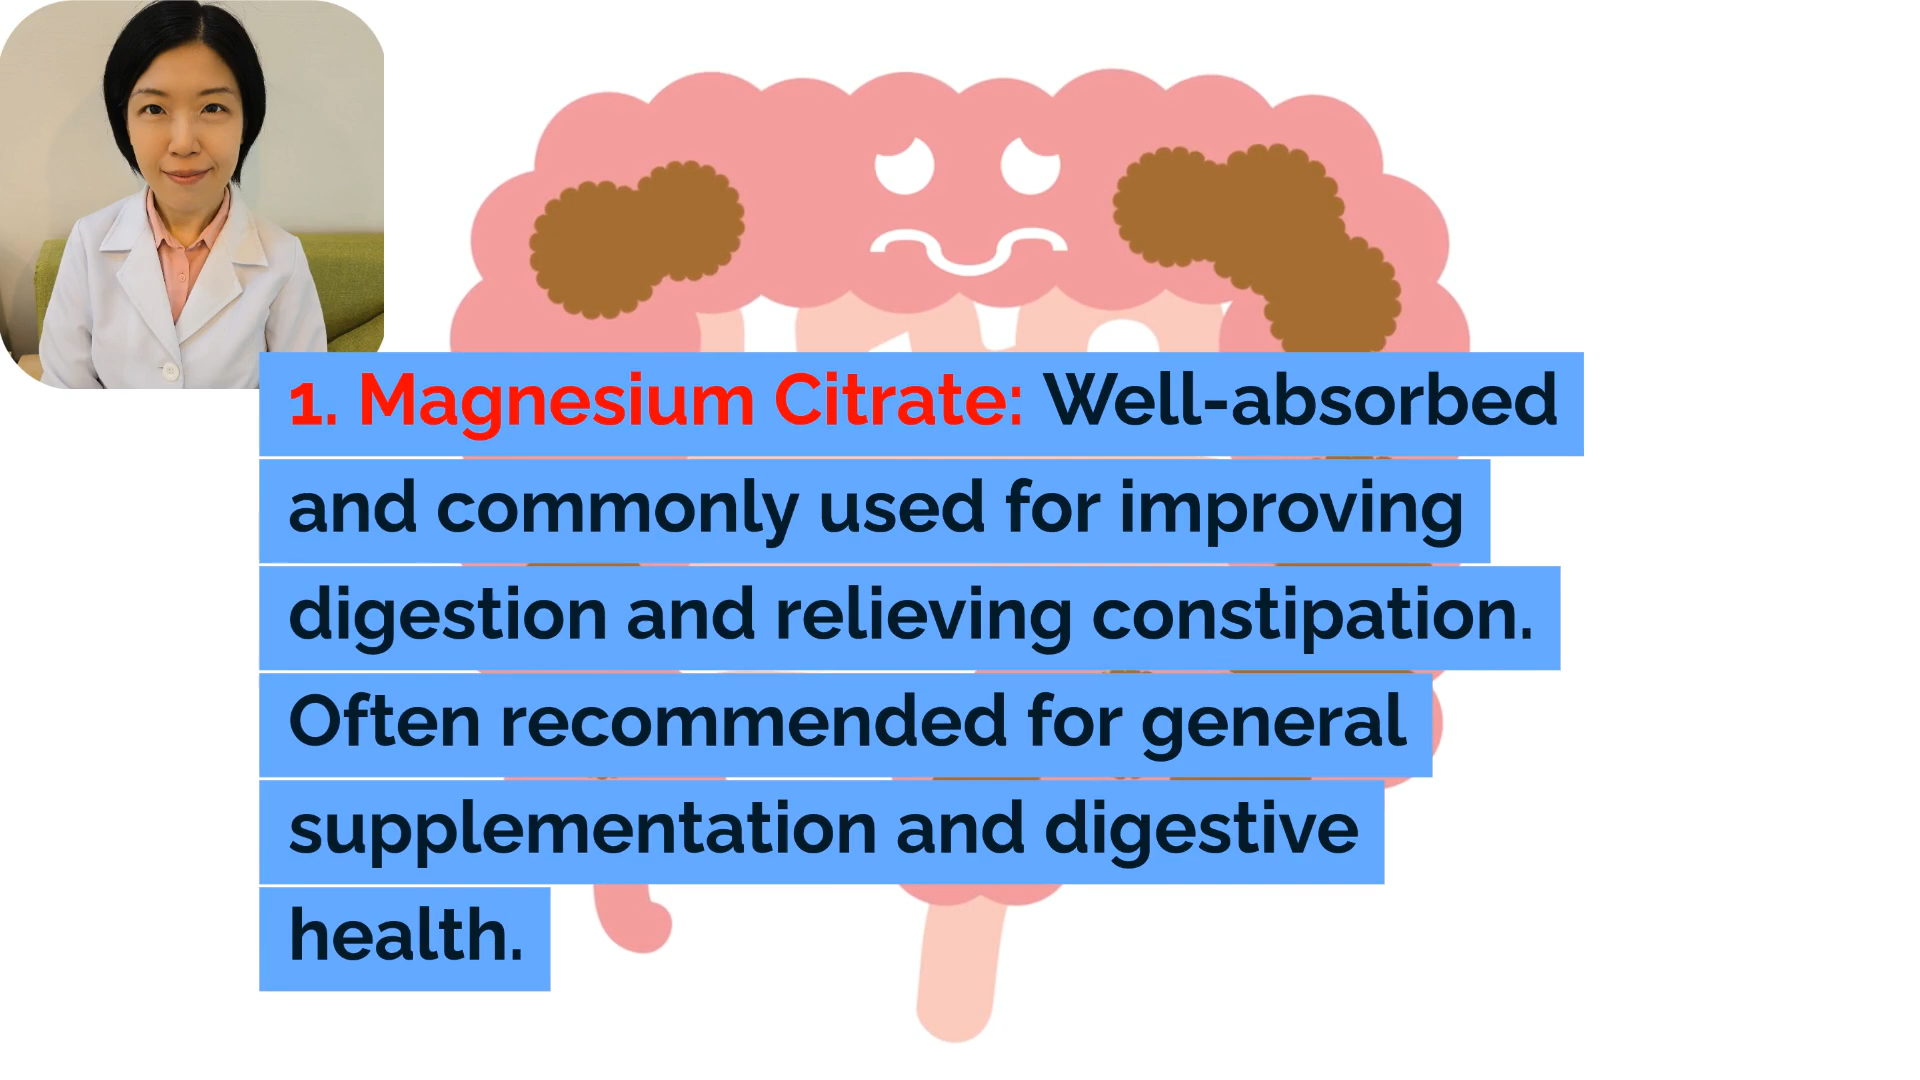 1. Magnesium Citrate: Well-absorbed
and commonly used for improving
digestion and relieving constipation.
Often recommended for general
supplementation and digestive
health.